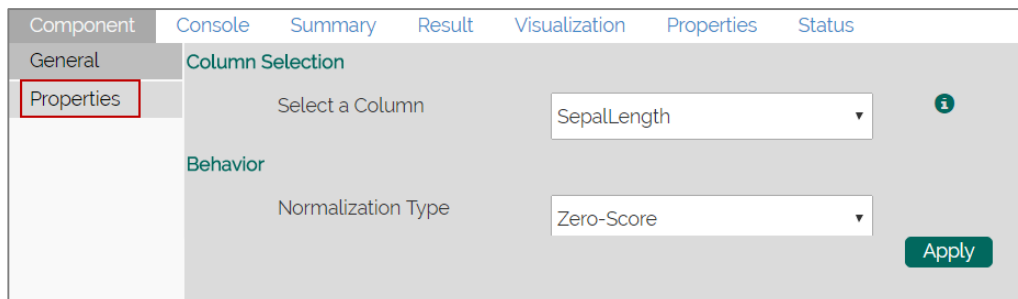 Component Console Summary Result Visualization Properties Status
General
Properties
Column Selection
Select a Column SepalLength
Behavior
Normalization Type Zero-Score
Apply